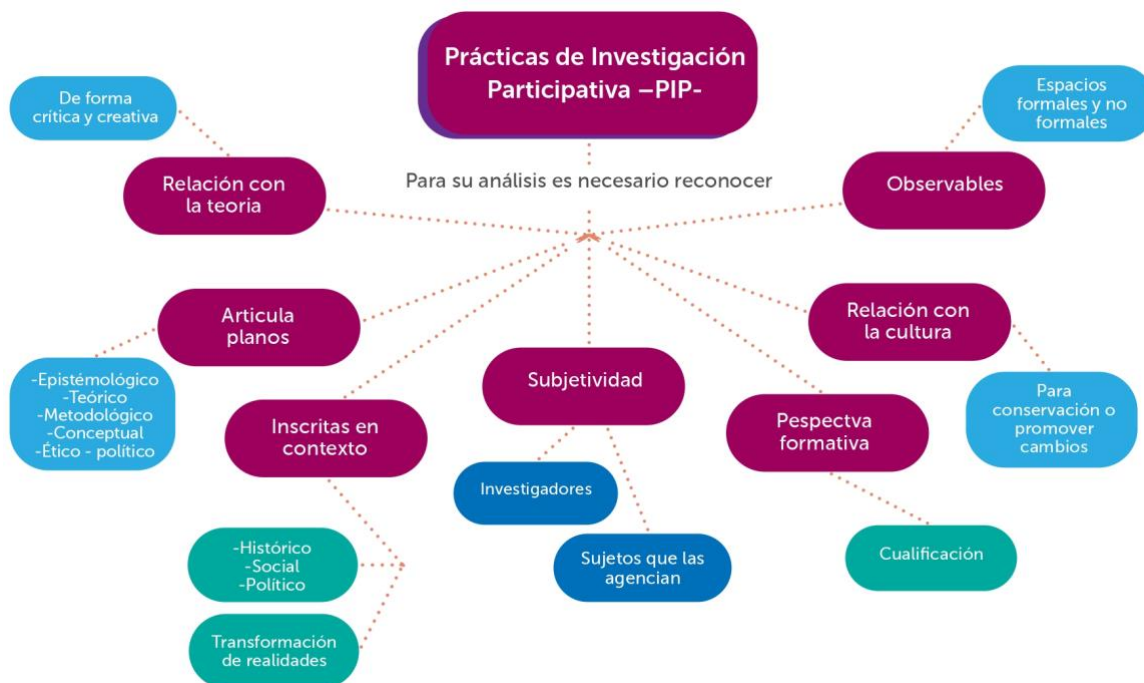 Prácticas de Investigación
Participativa –PIP-
De forma
crítica y creativa
Espacios
formales y no
formales
Relación con
la teoria
Para su análisis es necesario reconocer
Observables
Articula
planos
Relación con
la cultura
-Epistémológico
-Teórico
-Metodológico
-Conceptual
-Ético - político
Inscritas en
contexto
Subjetividad
Pespectva
formativa
Para
conservación o
promover
cambios
Investigadores
-Histórico
-Social
-Político
Sujetos que las
agencian
Cualificación
Transformación
de realidades